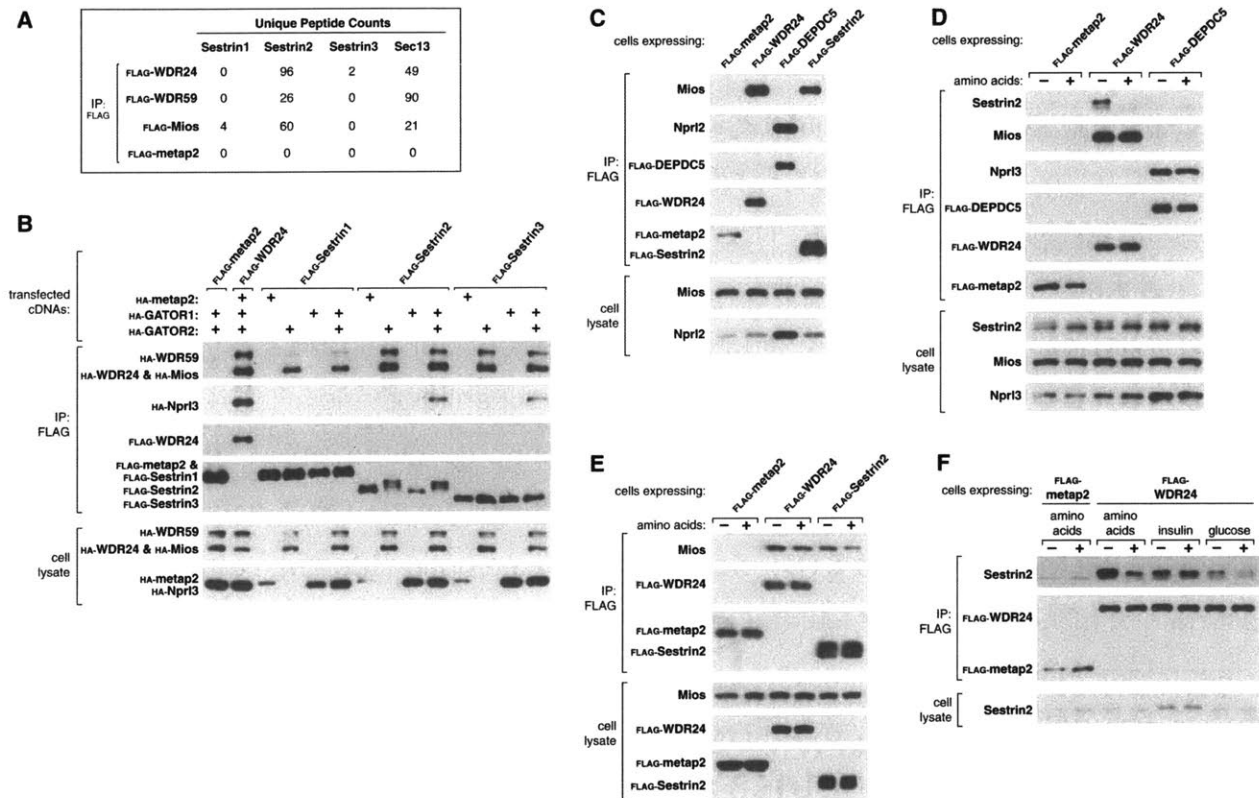 A
Unique Peptide Counts
Sestrin1 Sestrin2 Sestrin3 Sec13
IP: FLAG
FLAG-WDR24 0 96 2 49
FLAG-WDR59 0 26 0 90
FLAG-Mios 4 60 0 21
FLAG-metap2 0 0 0 0
B
FLAG-metap2
FLAG-WDR24
FLAG-Sestrin1
FLAG-Sestrin2
FLAG-Sestrin3
transfected cDNAs:
HA-metap2: + + + +
HA-GATOR1: + + + + + + + +
HA-GATOR2: + + + + + + + +
IP: FLAG
HA-WDR59
HA-WDR24 & HA-Mios
HA-Nprl3
FLAG-WDR24
FLAG-metap2 &
FLAG-Sestrin1
FLAG-Sestrin2
FLAG-Sestrin3
cell lysate
HA-WDR59
HA-WDR24 & HA-Mios
HA-metap2
HA-Nprl3
C
cells expressing:
FLAG-metap2
FLAG-WDR24
FLAG-DEPDC5
FLAG-Sestrin2
IP: FLAG
Mios
Nprl2
FLAG-DEPDC5
FLAG-WDR24
FLAG-metap2
FLAG-Sestrin2
cell lysate
Mios
Nprl2
D
cells expressing:
FLAG-metap2
FLAG-WDR24
FLAG-DEPDC5
amino acids: – + – + – +
IP: FLAG
Sestrin2
Mios
Nprl3
FLAG-DEPDC5
FLAG-WDR24
FLAG-metap2
cell lysate
Sestrin2
Mios
Nprl3
E
cells expressing:
FLAG-metap2
FLAG-WDR24
FLAG-Sestrin2
amino acids: – + – + – +
IP: FLAG
Mios
FLAG-WDR24
FLAG-metap2
FLAG-Sestrin2
cell lysate
Mios
FLAG-WDR24
FLAG-metap2
FLAG-Sestrin2
F
cells expressing:
FLAG-metap2
FLAG-WDR24
amino acids
amino acids insulin glucose
– + – + – + – +
IP: FLAG
Sestrin2
FLAG-WDR24
FLAG-metap2
cell lysate
Sestrin2